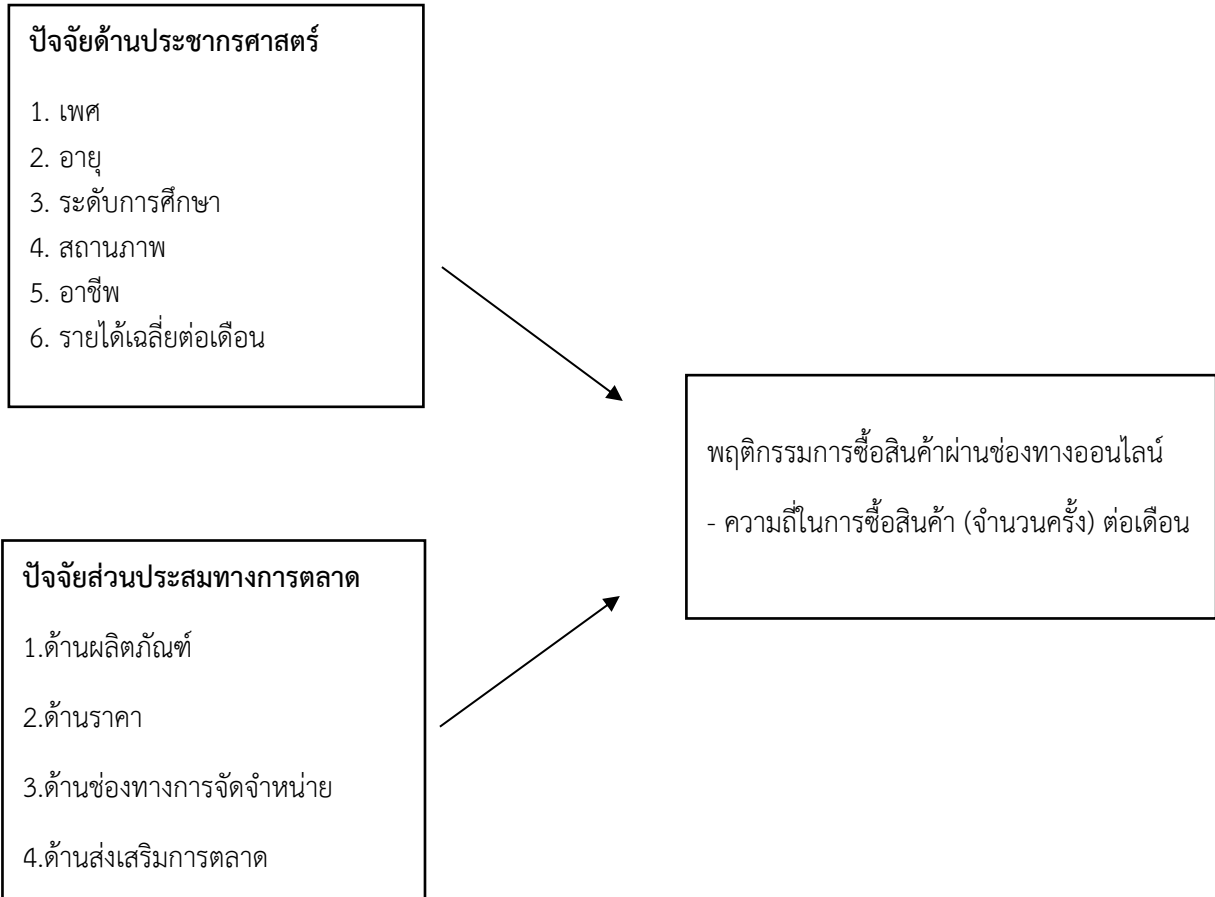 ปัจจัยด้านประชากรศาสตร์
1. เพศ
2. อายุ
3. ระดับการศึกษา
4. สถานภาพ
5. อาชีพ
6. รายได้เฉลี่ยต่อเดือน
พฤติกรรมการซื้อสินค้าผ่านช่องทางออนไลน์
- ความถี่ในการซื้อสินค้า (จำนวนครั้ง) ต่อเดือน
ปัจจัยส่วนประสมทางการตลาด
1.ด้านผลิตภัณฑ์
2.ด้านราคา
3.ด้านช่องทางการจัดจำหน่าย
4.ด้านส่งเสริมการตลาด